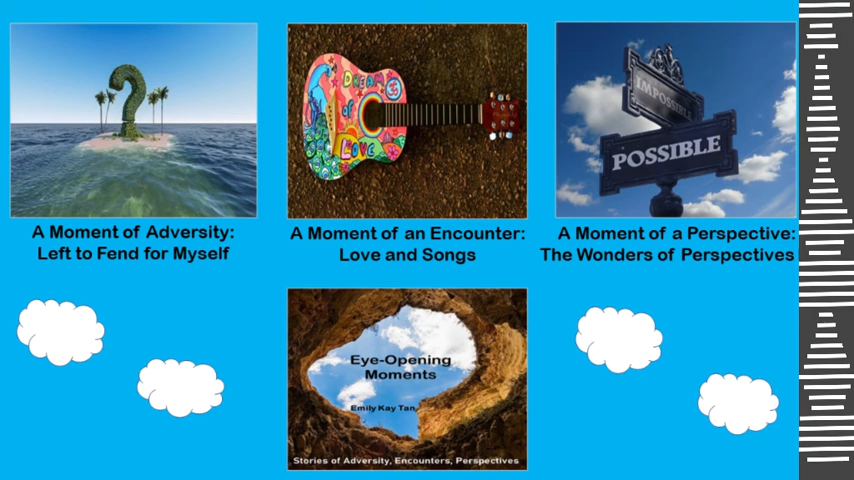 DREAM
of
LOVE
IMPOSSIBLE
POSSIBLE
A Moment of Adversity:
Left to Fend for Myself
A Moment of an Encounter:
Love and Songs
A Moment of a Perspective:
The Wonders of Perspectives
Eye-Opening
Moments
Emily Kay Tan
Stories of Adversity, Encounters, Perspectives